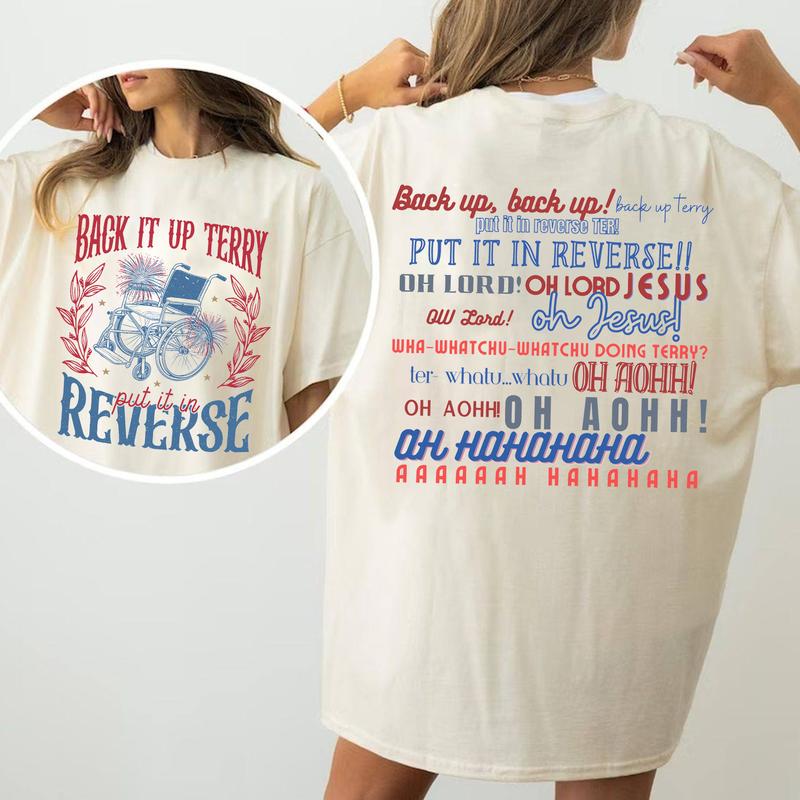 BACK IT UP TERRY
put it in
REVERSE
Back up, back up! back up terry
put it in reverse TER!
PUT IT IN REVERSE!!
OH LORD! OH LORD JESUS
OW Lord! oh Jesus!
WHA-WHATCHU-WHATCHU DOING TERRY?
ter- whatu...whatu OH AOHH!
OH AOHH! OH AOHH!
AH HAHAHAHA
AAAAAAH HAHAHAHA